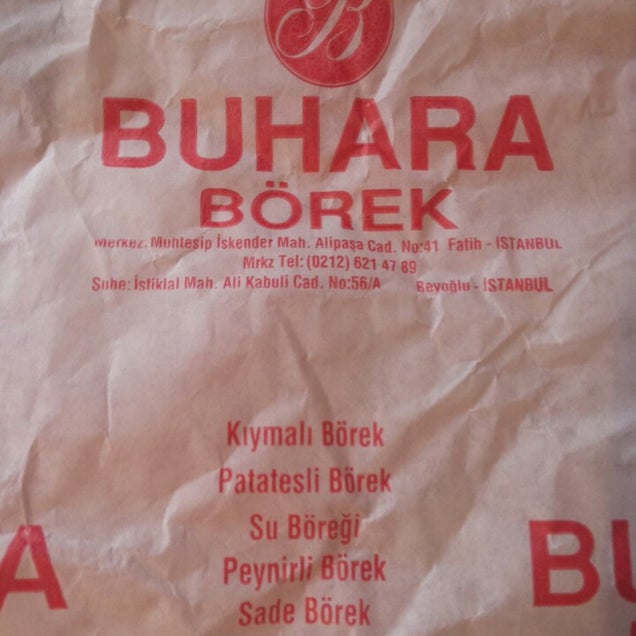 B
BUHARA
BÖREK
Merkez: Muhtesip İskender Mah. Alipaşa Cad. No:41 Fatih - İSTANBUL
Mrkz Tel: (0212) 621 47 89
Şube: İstiklal Mah. Ali Kabuli Cad. No:56/A Beyoğlu - İSTANBUL
Kıymalı Börek
Patatesli Börek
Su Böreği
Peynirli Börek
Sade Börek
A
BU